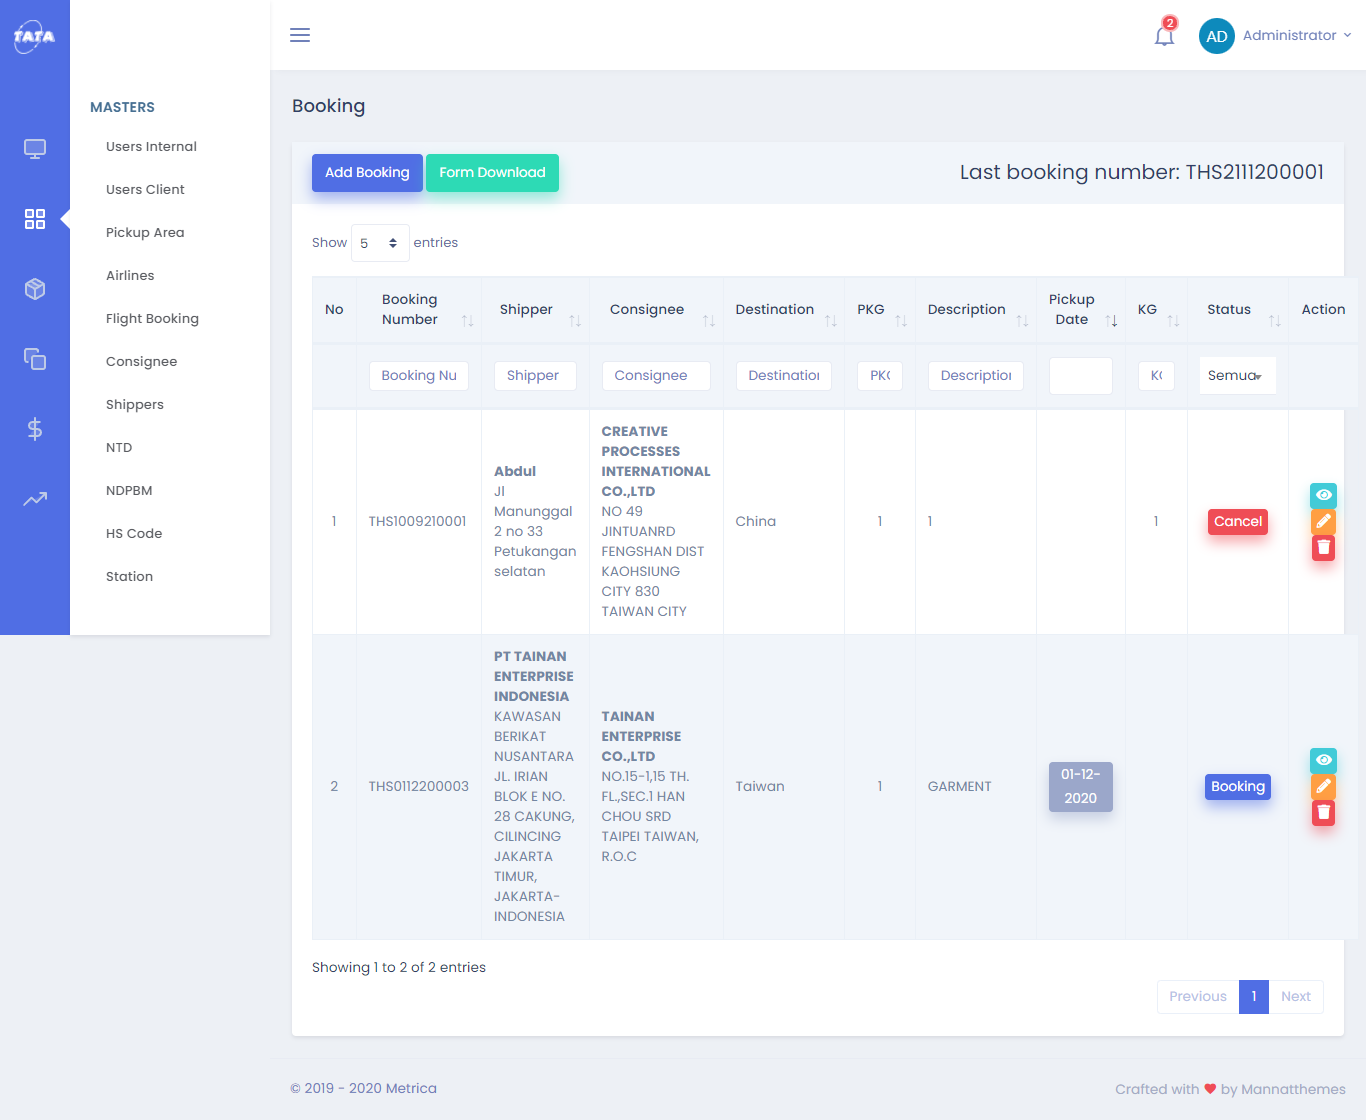 TATA
2
AD
Administrator
MASTERS
Users Internal
Users Client
Pickup Area
Airlines
Flight Booking
Consignee
Shippers
NTD
NDPBM
HS Code
Station
Booking
Add Booking
Form Download
Last booking number: THS2111200001
Show 5 entries
No
Booking
Number
Shipper
Consignee
Destination
PKG
Description
Pickup
Date
KG
Status
Action
Booking Nu
Shipper
Consignee
Destination
PKG
Description
KG
Semua
1
THS1009210001
Abdul
Jl
Manunggal
2 no 33
Petukangan
selatan
CREATIVE
PROCESSES
INTERNATIONAL
CO.,LTD
NO 49
JINTUANRD
FENGSHAN DIST
KAOHSIUNG
CITY 830
TAIWAN CITY
China
1
1
1
Cancel
2
THS0112200003
PT TAINAN
ENTERPRISE
INDONESIA
KAWASAN
BERIKAT
NUSANTARA
JL. IRIAN
BLOK E NO.
28 CAKUNG,
CILINCING
JAKARTA
TIMUR,
JAKARTA-
INDONESIA
TAINAN
ENTERPRISE
CO.,LTD
NO.15-1,15 TH.
FL.,SEC.1 HAN
CHOU SRD
TAIPEI TAIWAN,
R.O.C
Taiwan
1
GARMENT
01-12-
2020
Booking
Showing 1 to 2 of 2 entries
Previous
1
Next
© 2019 - 2020 Metrica
Crafted with ❤ by Mannatthemes